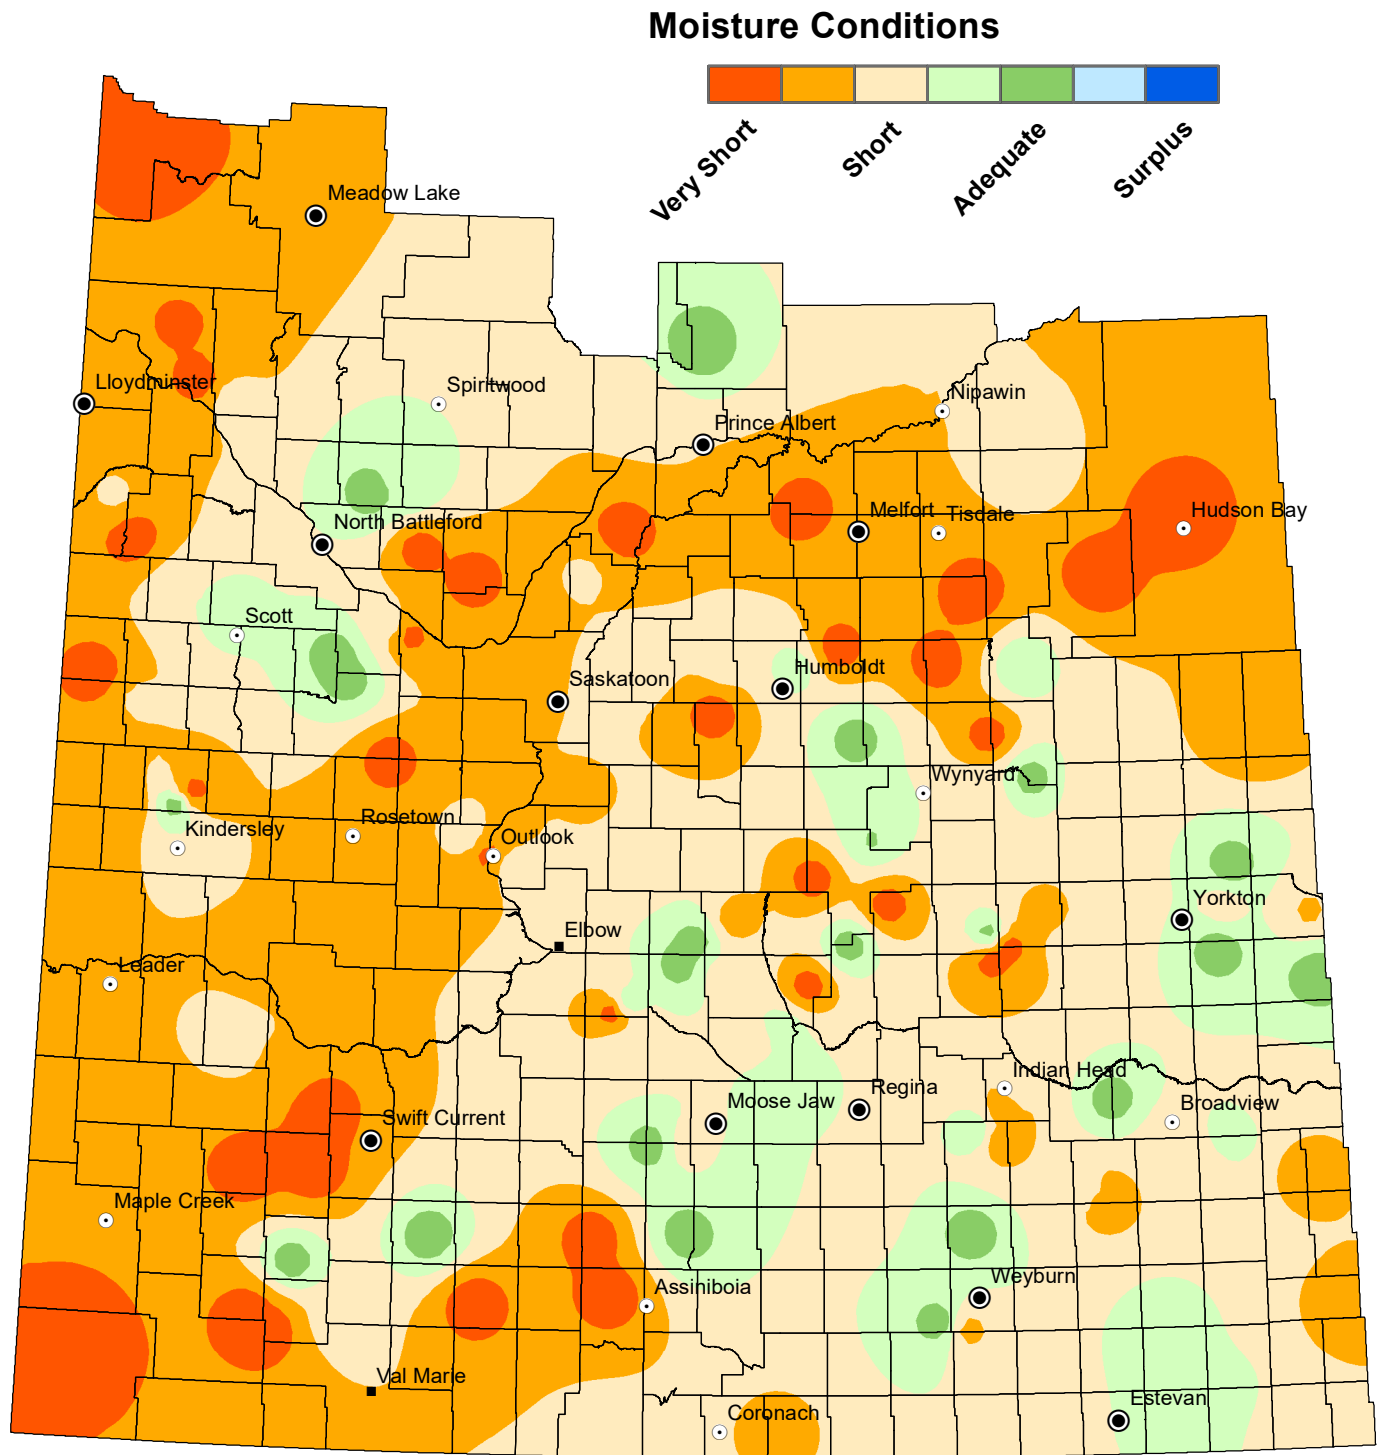 Moisture Conditions
Very Short
Short
Adequate
Surplus
Meadow Lake
Lloydminster
Spiritwood
Nipawin
Prince Albert
North Battleford
Melfort
Tisdale
Hudson Bay
Scott
Saskatoon
Humboldt
Wynyard
Kindersley
Rosetown
Outlook
Yorkton
Elbow
Leader
Indian Head
Regina
Moose Jaw
Broadview
Swift Current
Maple Creek
Weyburn
Assiniboia
Val Marie
Estevan
Coronach